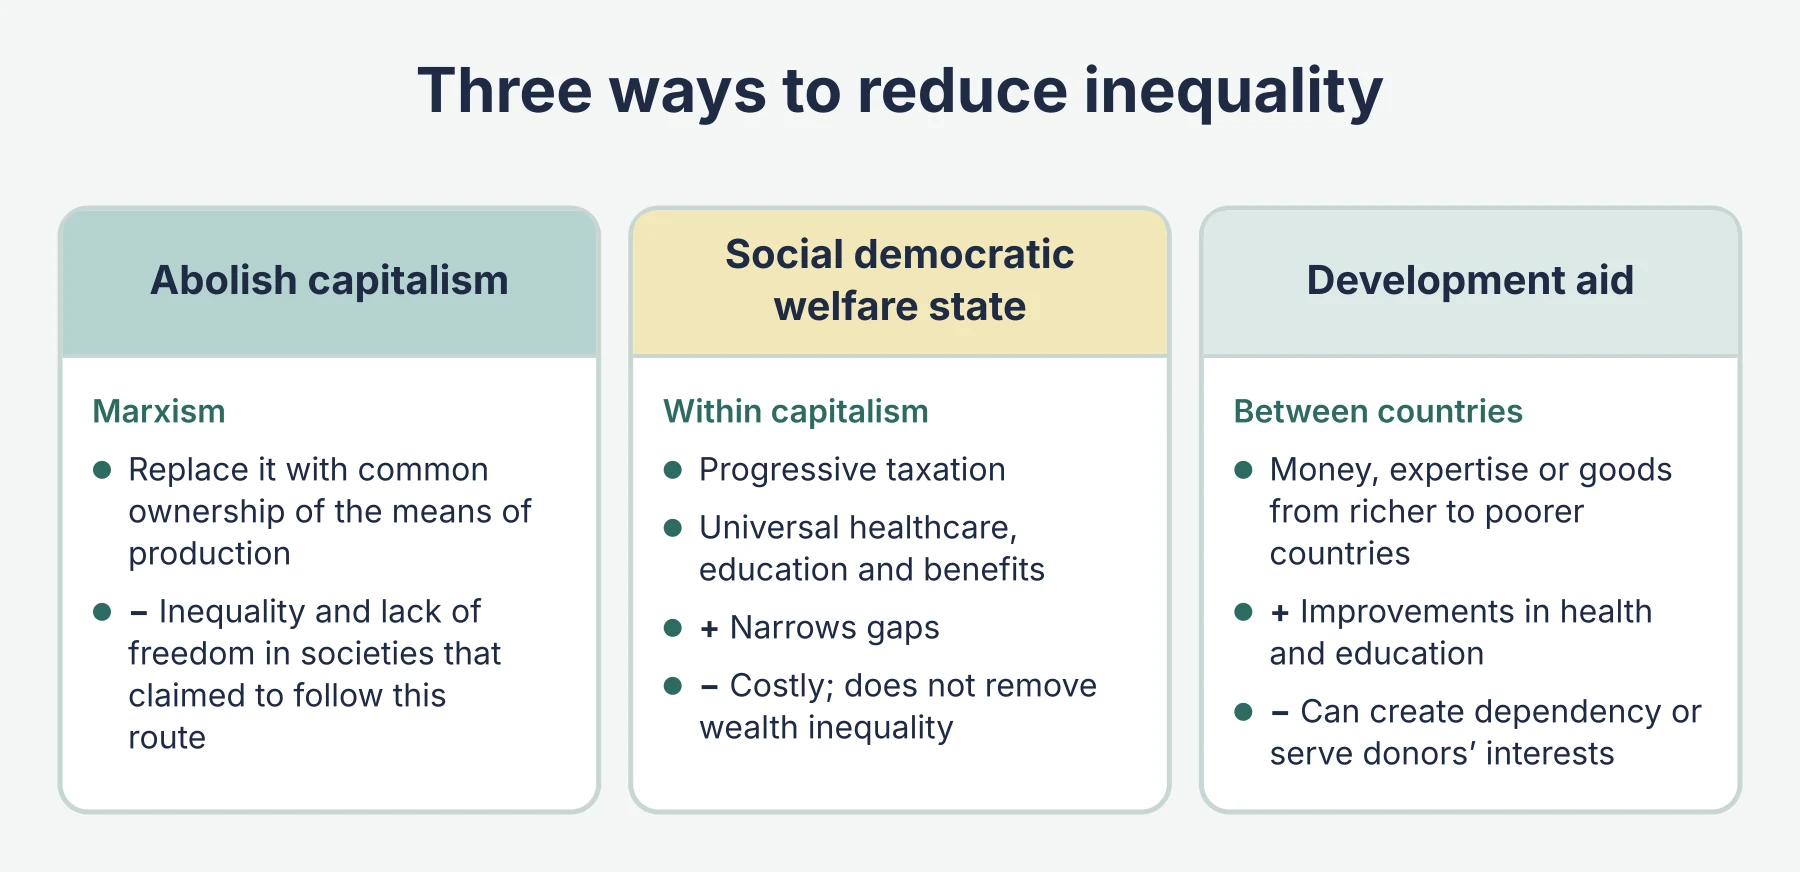 Three ways to reduce inequality
Abolish capitalism
Marxism
● Replace it with common
ownership of the means of
production
● – Inequality and lack of
freedom in societies that
claimed to follow this
route
Social democratic
welfare state
Within capitalism
● Progressive taxation
● Universal healthcare,
education and benefits
● + Narrows gaps
● – Costly; does not remove
wealth inequality
Development aid
Between countries
● Money, expertise or goods
from richer to poorer
countries
● + Improvements in health
and education
● – Can create dependency or
serve donors’ interests